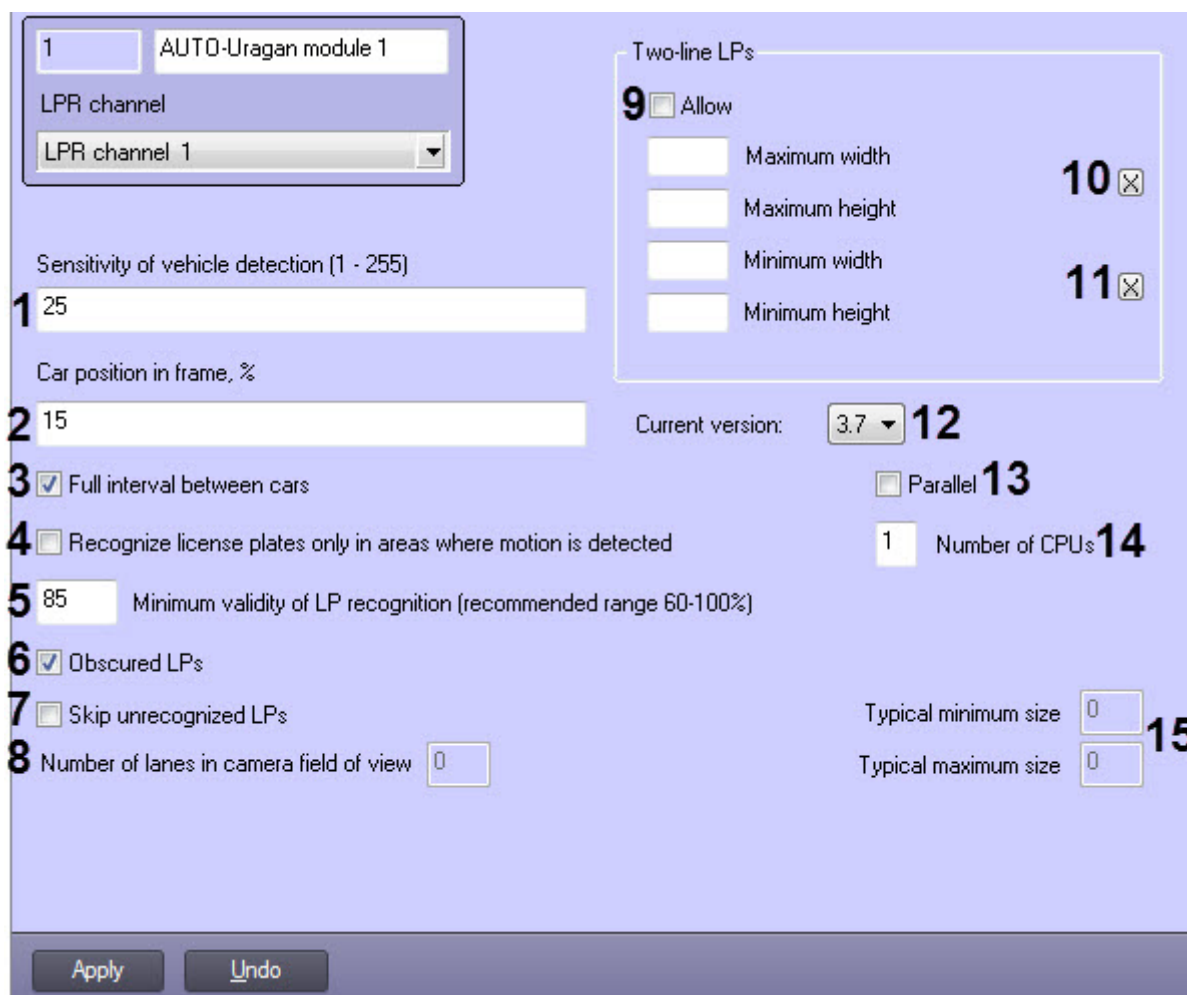 1 AUTO-Uragan module 1
LPR channel
LPR channel 1
Sensitivity of vehicle detection (1 - 255)
1 25
Car position in frame, %
2 15
3 Full interval between cars
4 Recognize license plates only in areas where motion is detected
5 85 Minimum validity of LP recognition (recommended range 60-100%)
6 Obscured LPs
7 Skip unrecognized LPs
8 Number of lanes in camera field of view 0
Two-line LPs
9 Allow
Maximum width
10
Maximum height
Minimum width
11
Minimum height
Current version: 3.7 12
Parallel 13
1 Number of CPUs 14
Typical minimum size 0
15
Typical maximum size 0
Apply Undo